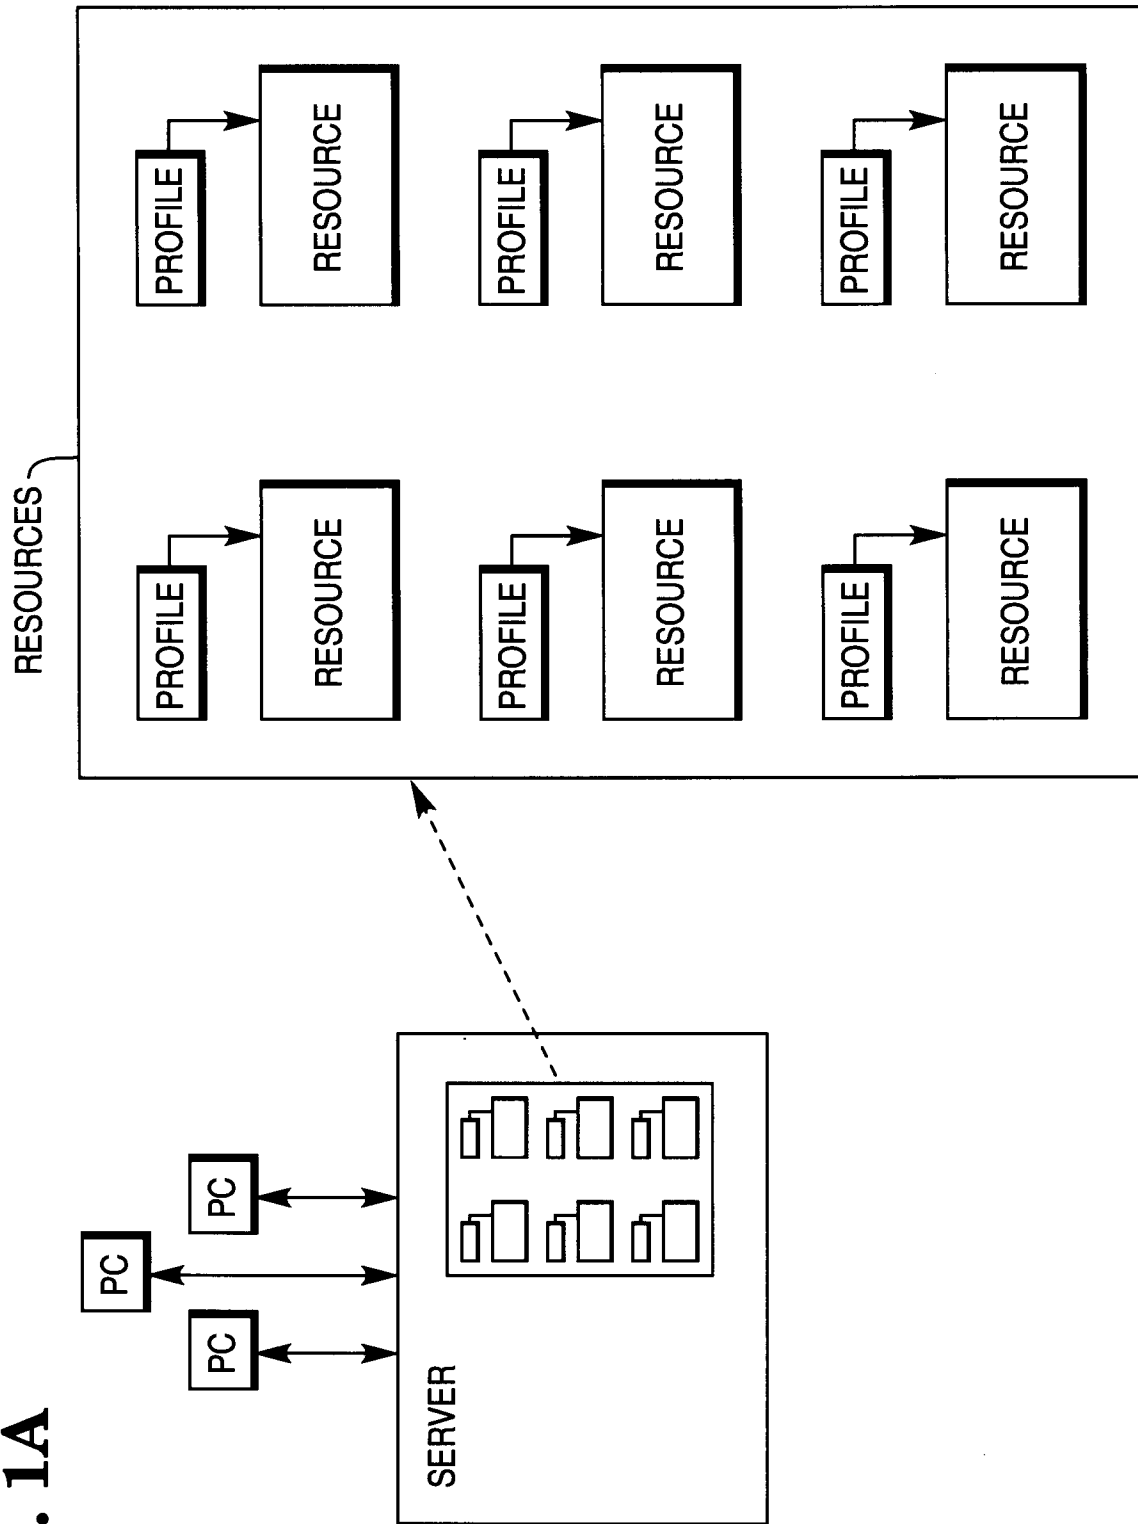 . 1A
PC
PC
PC
SERVER
RESOURCES
PROFILE
PROFILE
RESOURCE
RESOURCE
PROFILE
PROFILE
RESOURCE
RESOURCE
PROFILE
PROFILE
RESOURCE
RESOURCE